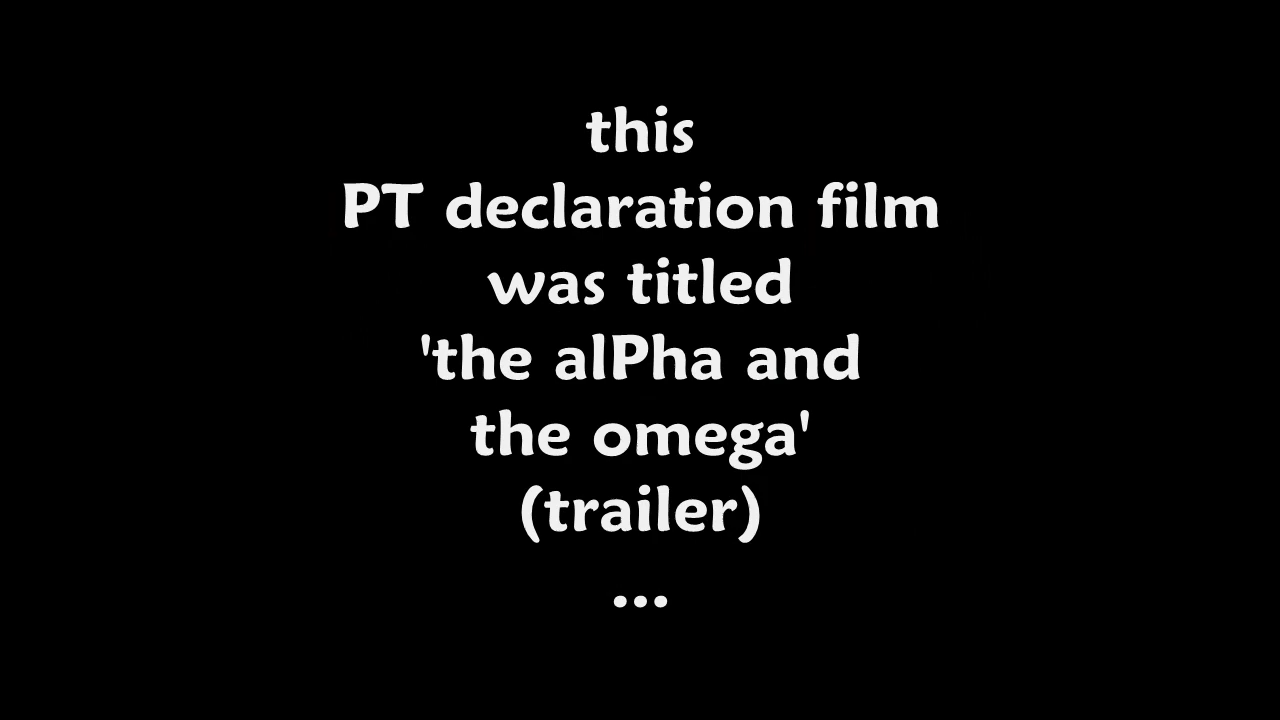 this
PT declaration film
was titled
'the alPha and
the omega'
(trailer)
...